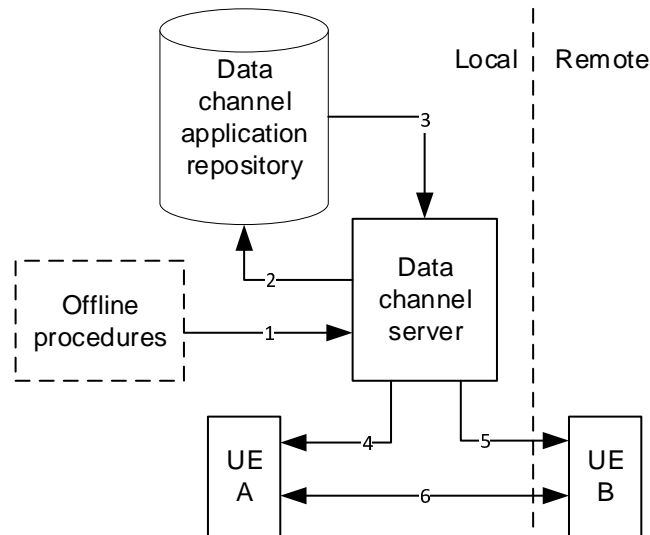 Data
channel
application
repository
Local
Remote
3
Data
channel
server
2
Offline
procedures
1
4
5
UE
A
6
UE
B